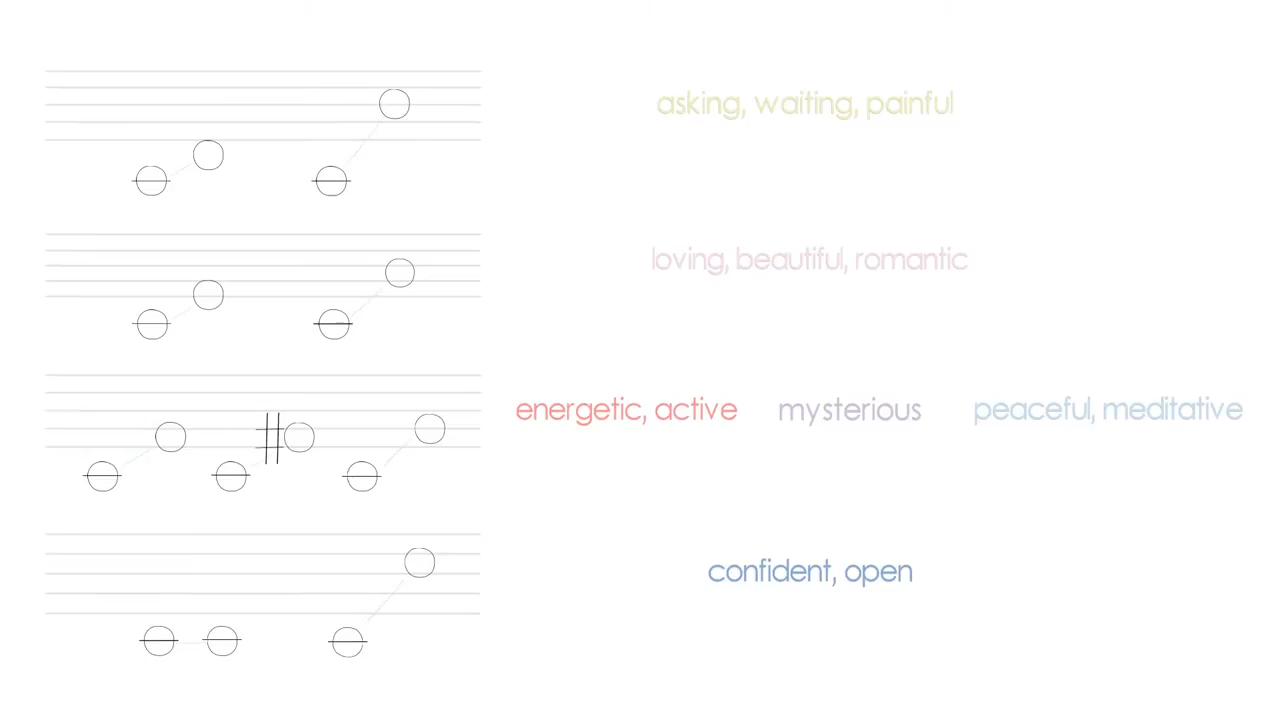 asking, waiting, painful
loving, beautiful, romantic
energetic, active mysterious peaceful, meditative
confident, open